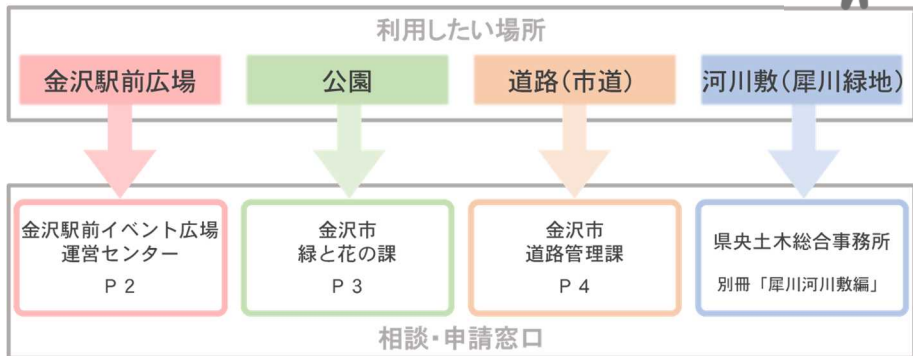 利用したい場所
金沢駅前広場
公園
道路(市道)
河川敷(犀川緑地)
金沢駅前イベント広場
運営センター
P 2
金沢市
緑と花の課
P 3
金沢市
道路管理課
P 4
県央土木総合事務所
別冊「犀川河川敷編」
相談・申請窓口